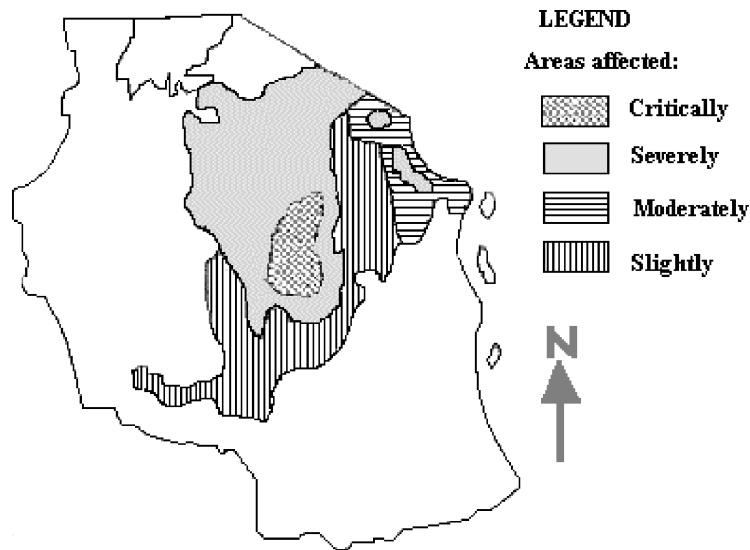 LEGEND
Areas affected:
Critically
Severely
Moderately
Slightly
N